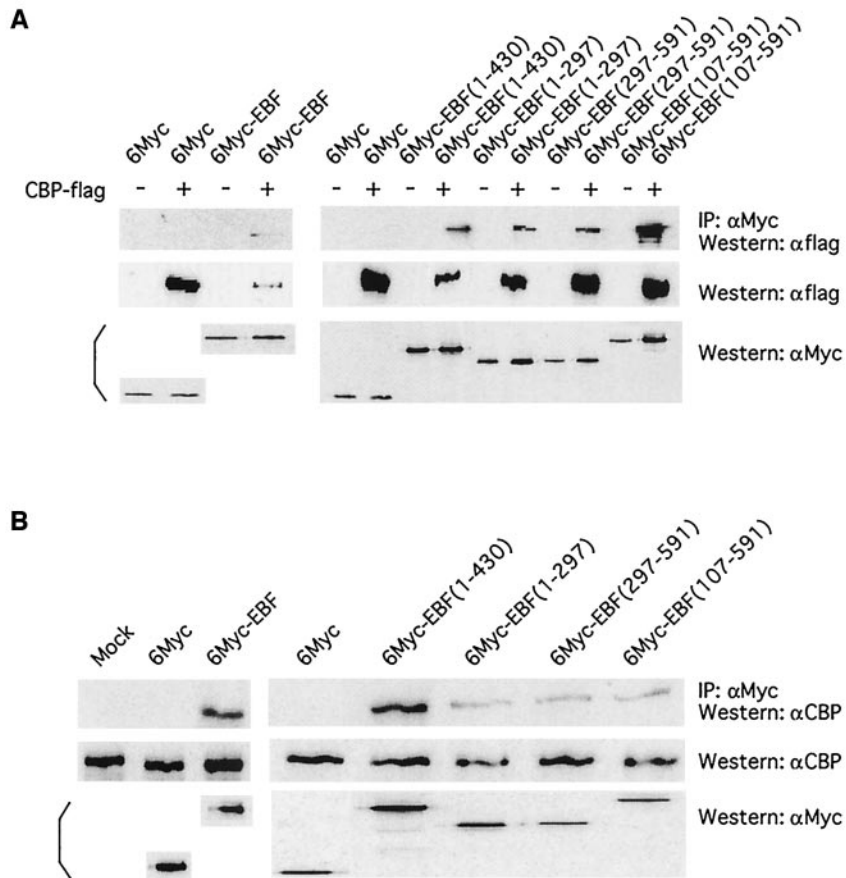 A
6Myc
6Myc
6Myc-EBF
6Myc-EBF
6Myc
6Myc
6Myc-EBF(1-430)
6Myc-EBF(1-430)
6Myc-EBF(1-297)
6Myc-EBF(1-297)
6Myc-EBF(297-591)
6Myc-EBF(297-591)
6Myc-EBF(107-591)
6Myc-EBF(107-591)
CBP-flag - + - + - + - + - + - + - +
IP: αMyc
Western: αflag
Western: αflag
Western: αMyc
B
Mock
6Myc
6Myc-EBF
6Myc
6Myc-EBF(1-430)
6Myc-EBF(1-297)
6Myc-EBF(297-591)
6Myc-EBF(107-591)
IP: αMyc
Western: αCBP
Western: αCBP
Western: αMyc